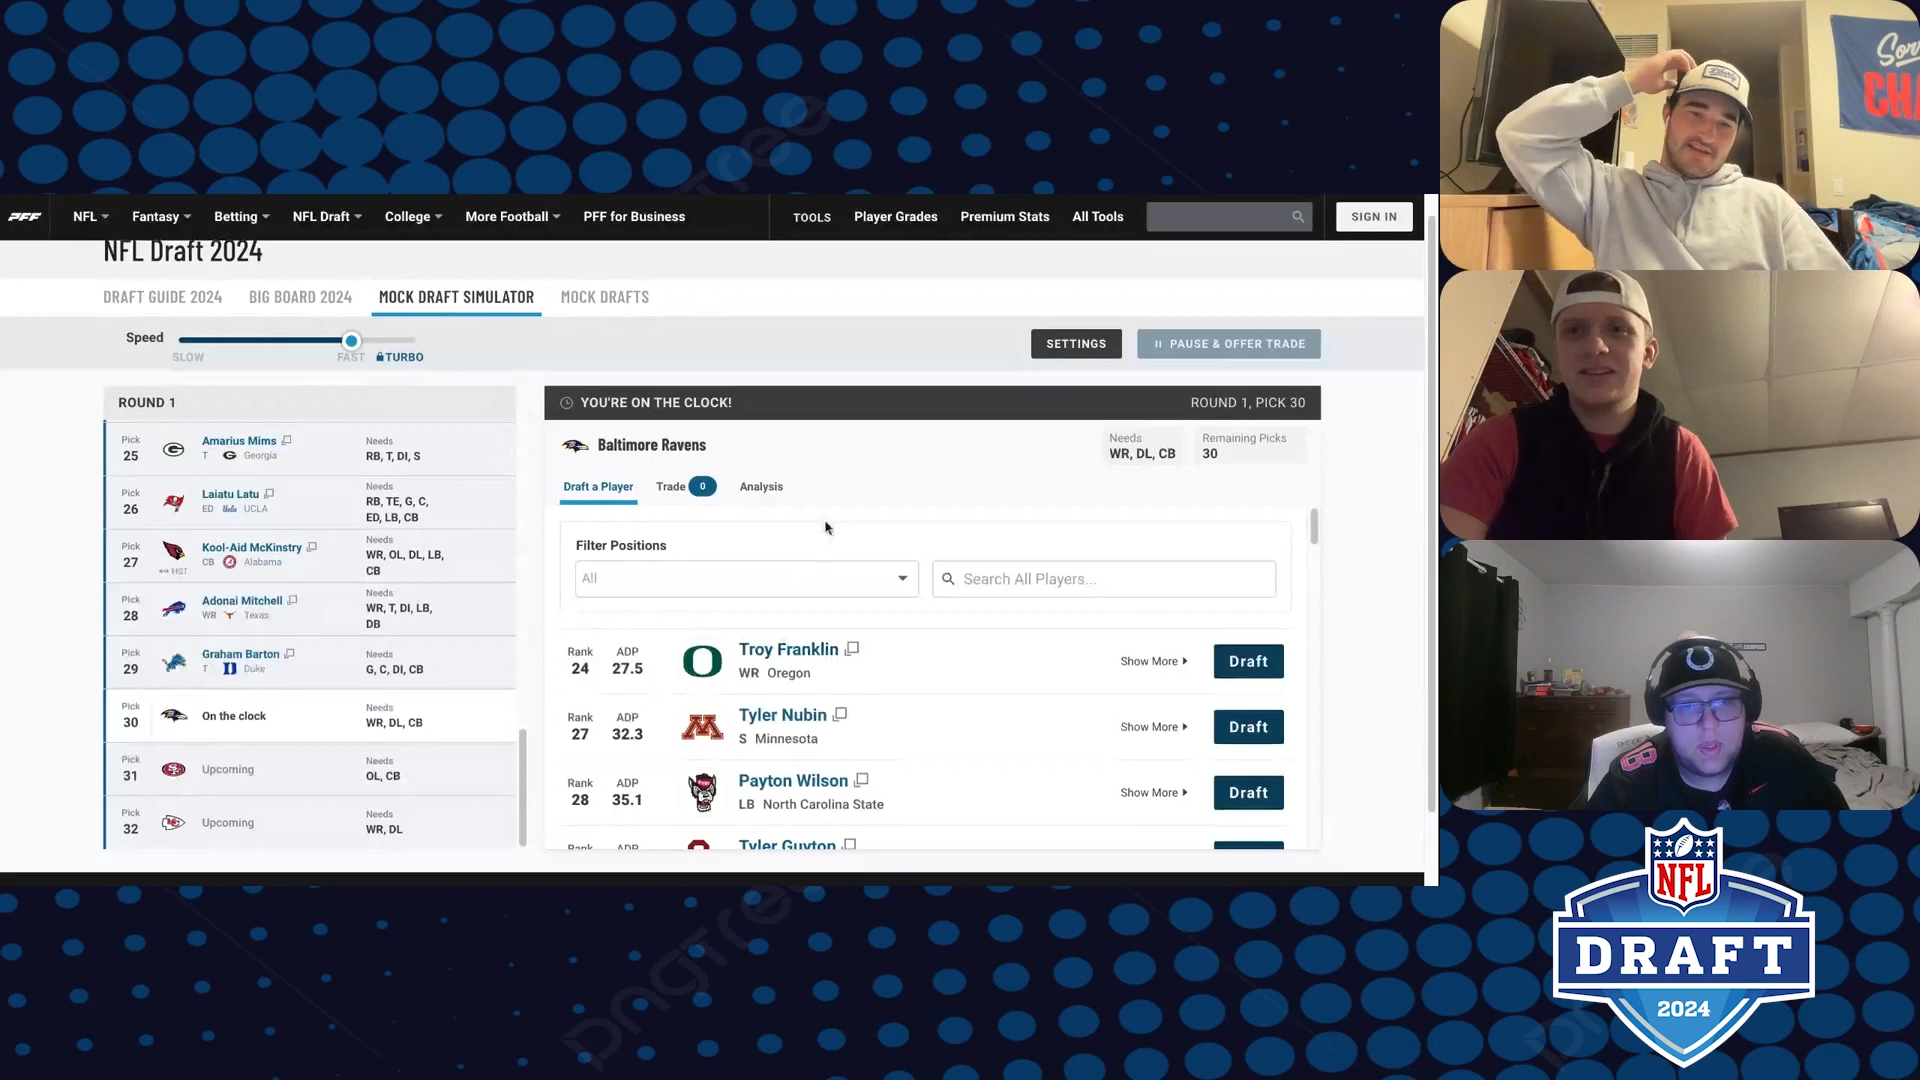 PFF
NFL
Fantasy
Betting
NFL Draft
College
More Football
PFF for Business
TOOLS
Player Grades
Premium Stats
All Tools
SIGN IN
NFL Draft 2024
DRAFT GUIDE 2024
BIG BOARD 2024
MOCK DRAFT SIMULATOR
MOCK DRAFTS
Speed
SLOW
FAST
TURBO
SETTINGS
PAUSE & OFFER TRADE
ROUND 1
Pick
25
Amarius Mims
T Georgia
Needs
RB, T, DI, S
Pick
26
Laiatu Latu
ED Ucla UCLA
Needs
RB, TE, G, C,
ED, LB, CB
Pick
27
HST
Kool-Aid McKinstry
CB Alabama
Needs
WR, OL, DL, LB,
CB
Pick
28
Adonai Mitchell
WR Texas
Needs
WR, T, DI, LB,
DB
Pick
29
Graham Barton
T D Duke
Needs
G, C, DI, CB
Pick
30
On the clock
Needs
WR, DL, CB
Pick
31
Upcoming
Needs
OL, CB
Pick
32
Upcoming
Needs
WR, DL
YOU'RE ON THE CLOCK!
ROUND 1, PICK 30
Baltimore Ravens
Needs
WR, DL, CB
Remaining Picks
30
Draft a Player
Trade 0
Analysis
Filter Positions
All
Search All Players...
Rank
24
ADP
27.5
Troy Franklin
WR Oregon
Show More
Draft
Rank
27
ADP
32.3
Tyler Nubin
S Minnesota
Show More
Draft
Rank
28
ADP
35.1
Payton Wilson
LB North Carolina State
Show More
Draft
Rank
ADP
Tyler Guyton
NFL
DRAFT
2024
pngtree